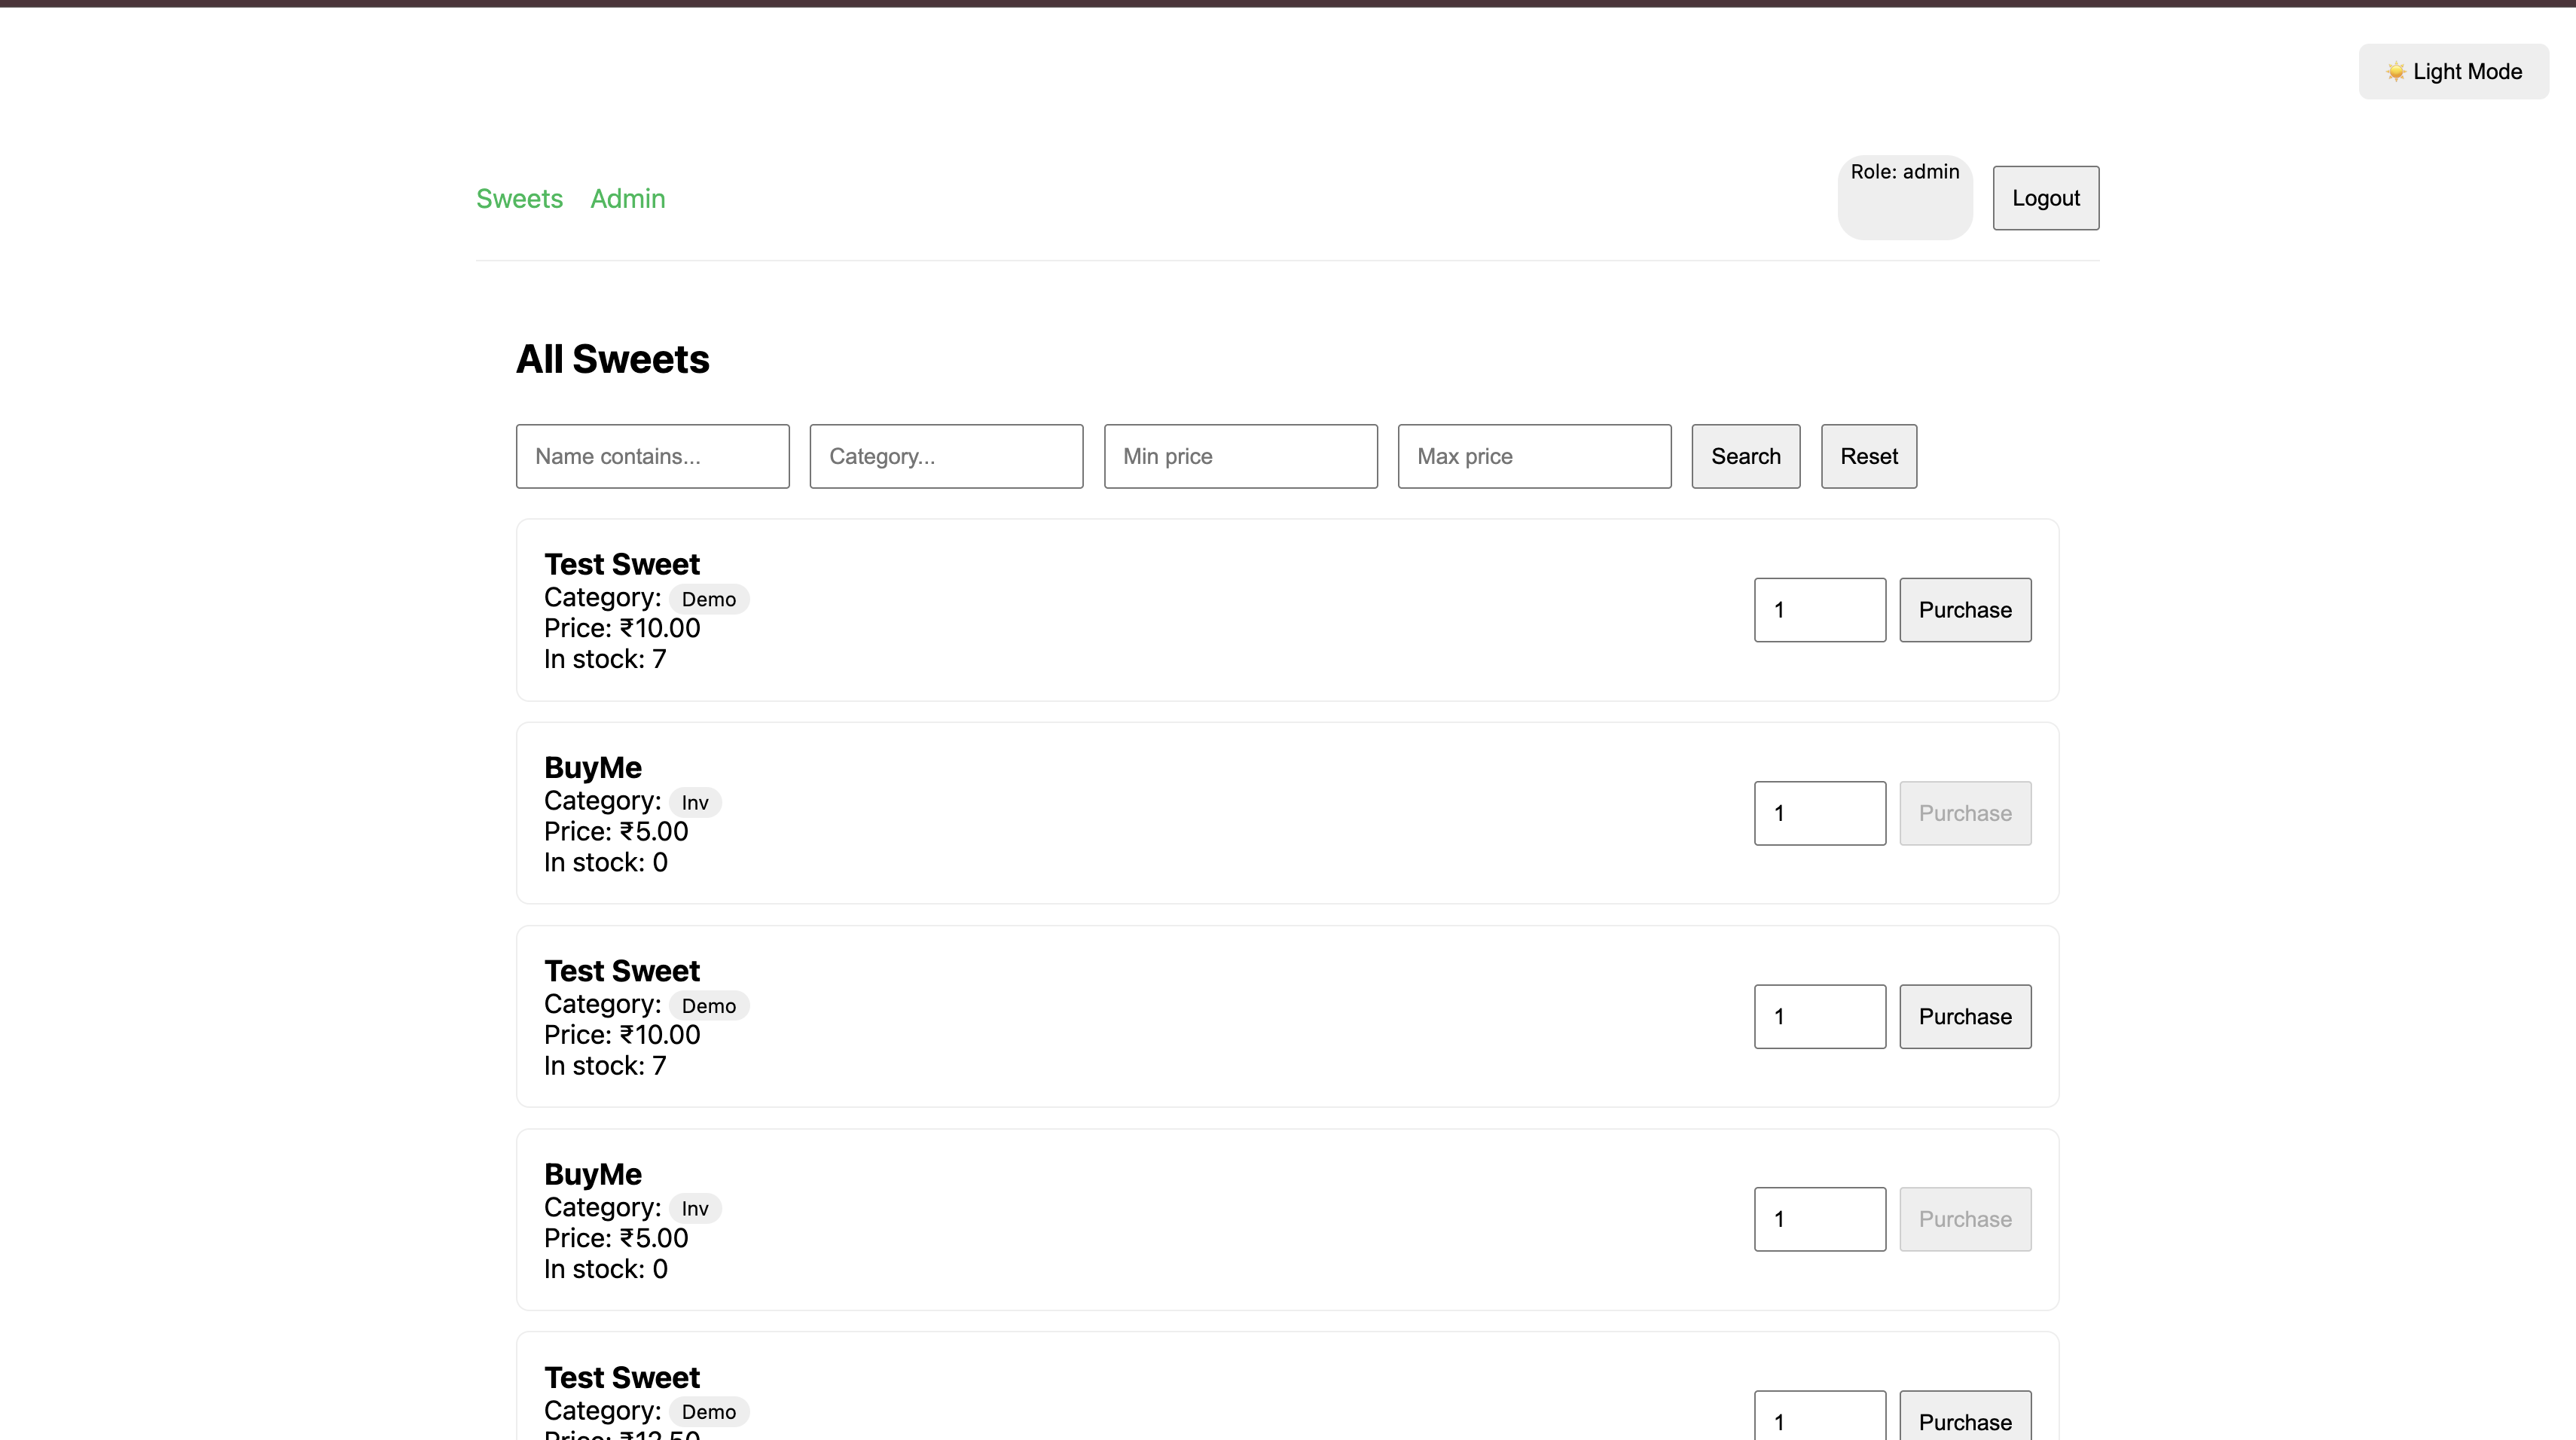 ☀️ Light Mode
Sweets Admin Role: admin Logout
All Sweets
Name contains... Category... Min price Max price Search Reset
Test Sweet
Category: Demo
Price: ₹10.00
In stock: 7
1 Purchase
BuyMe
Category: Inv
Price: ₹5.00
In stock: 0
1 Purchase
Test Sweet
Category: Demo
Price: ₹10.00
In stock: 7
1 Purchase
BuyMe
Category: Inv
Price: ₹5.00
In stock: 0
1 Purchase
Test Sweet
Category: Demo
Price: ₹12.50
1 Purchase